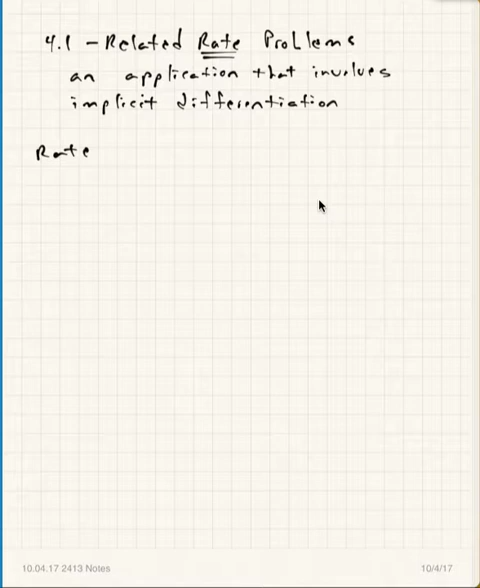 4.1 - Related Rate Problems
an application that involves
implicit differentiation
Rate
10.04.17 2413 Notes
10/4/17